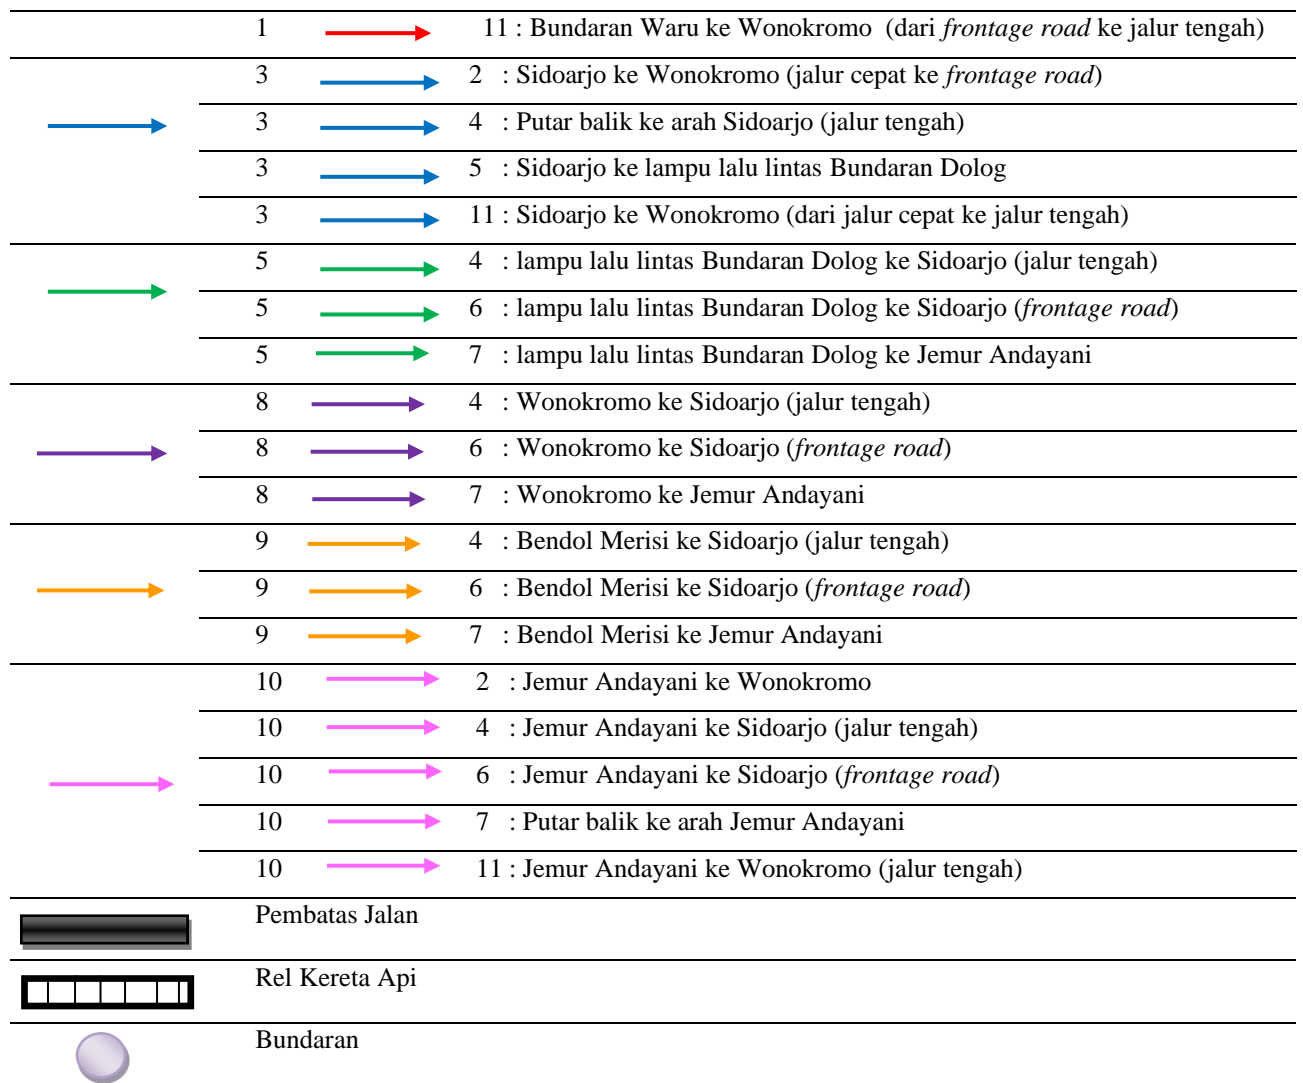 1 11 : Bundaran Waru ke Wonokromo (dari frontage road ke jalur tengah)
3 2 : Sidoarjo ke Wonokromo (jalur cepat ke frontage road)
3 4 : Putar balik ke arah Sidoarjo (jalur tengah)
3 5 : Sidoarjo ke lampu lalu lintas Bundaran Dolog
3 11 : Sidoarjo ke Wonokromo (dari jalur cepat ke jalur tengah)
5 4 : lampu lalu lintas Bundaran Dolog ke Sidoarjo (jalur tengah)
5 6 : lampu lalu lintas Bundaran Dolog ke Sidoarjo (frontage road)
5 7 : lampu lalu lintas Bundaran Dolog ke Jemur Andayani
8 4 : Wonokromo ke Sidoarjo (jalur tengah)
8 6 : Wonokromo ke Sidoarjo (frontage road)
8 7 : Wonokromo ke Jemur Andayani
9 4 : Bendol Merisi ke Sidoarjo (jalur tengah)
9 6 : Bendol Merisi ke Sidoarjo (frontage road)
9 7 : Bendol Merisi ke Jemur Andayani
10 2 : Jemur Andayani ke Wonokromo
10 4 : Jemur Andayani ke Sidoarjo (jalur tengah)
10 6 : Jemur Andayani ke Sidoarjo (frontage road)
10 7 : Putar balik ke arah Jemur Andayani
10 11 : Jemur Andayani ke Wonokromo (jalur tengah)
Pembatas Jalan
Rel Kereta Api
Bundaran